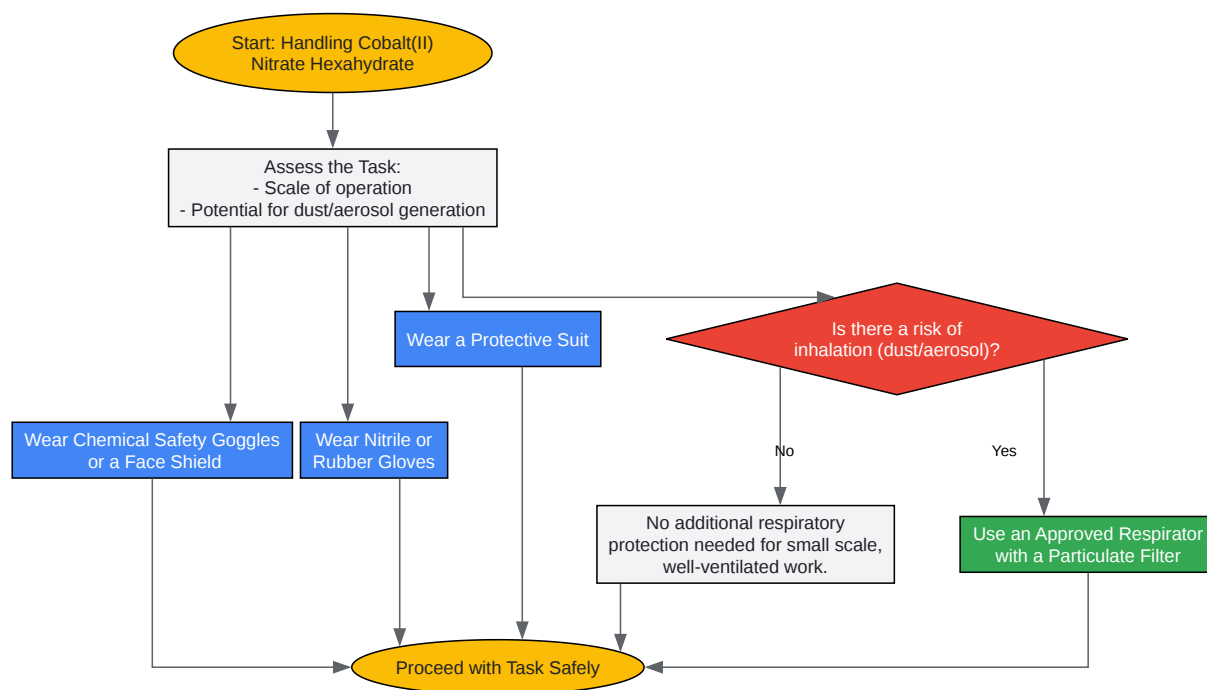 Start: Handling Cobalt(II)
Nitrate Hexahydrate
Assess the Task:
- Scale of operation
- Potential for dust/aerosol generation
Wear a Protective Suit
Is there a risk of
inhalation (dust/aerosol)?
Wear Chemical Safety Goggles
or a Face Shield
Wear Nitrile or
Rubber Gloves
No
Yes
No additional respiratory
protection needed for small scale,
well-ventilated work.
Use an Approved Respirator
with a Particulate Filter
Proceed with Task Safely